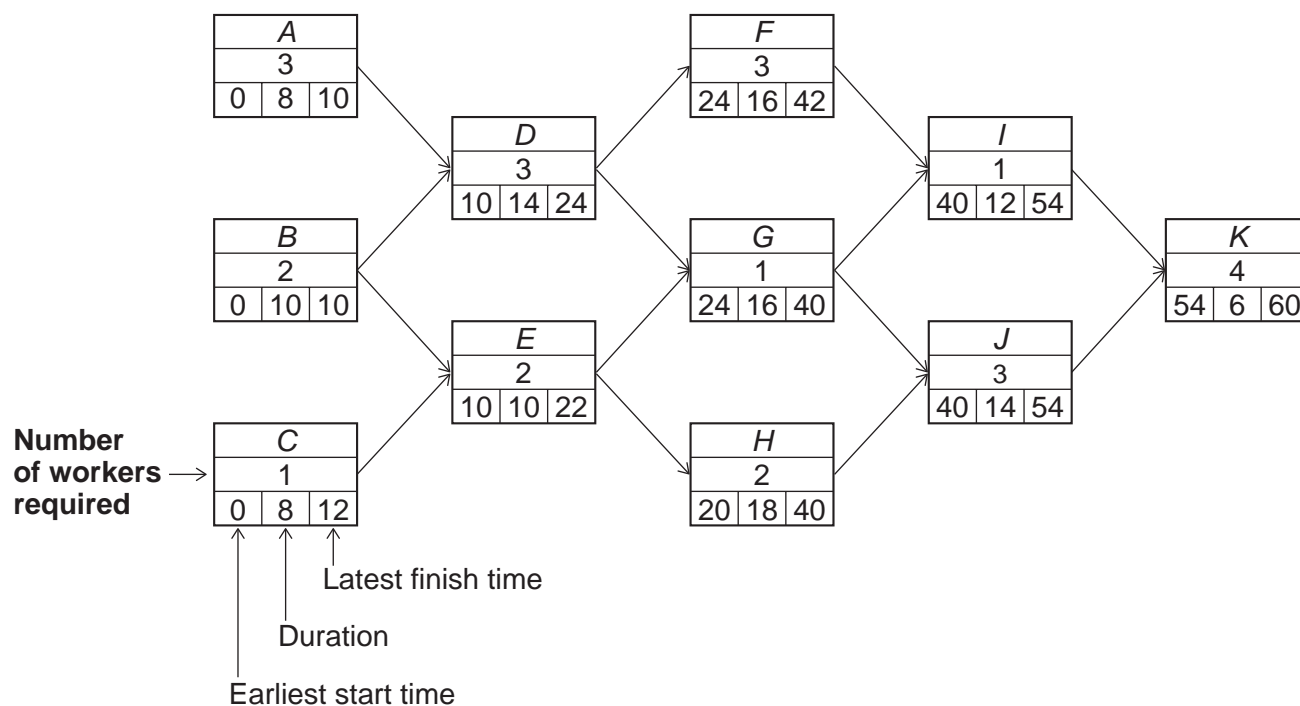 A
3
0 8 10
F
3
24 16 42
D
3
10 14 24
I
1
40 12 54
B
2
0 10 10
G
1
24 16 40
K
4
54 6 60
E
2
10 10 22
J
3
40 14 54
Number
of workers
required
C
1
0 8 12
H
2
20 18 40
Latest finish time
Duration
Earliest start time